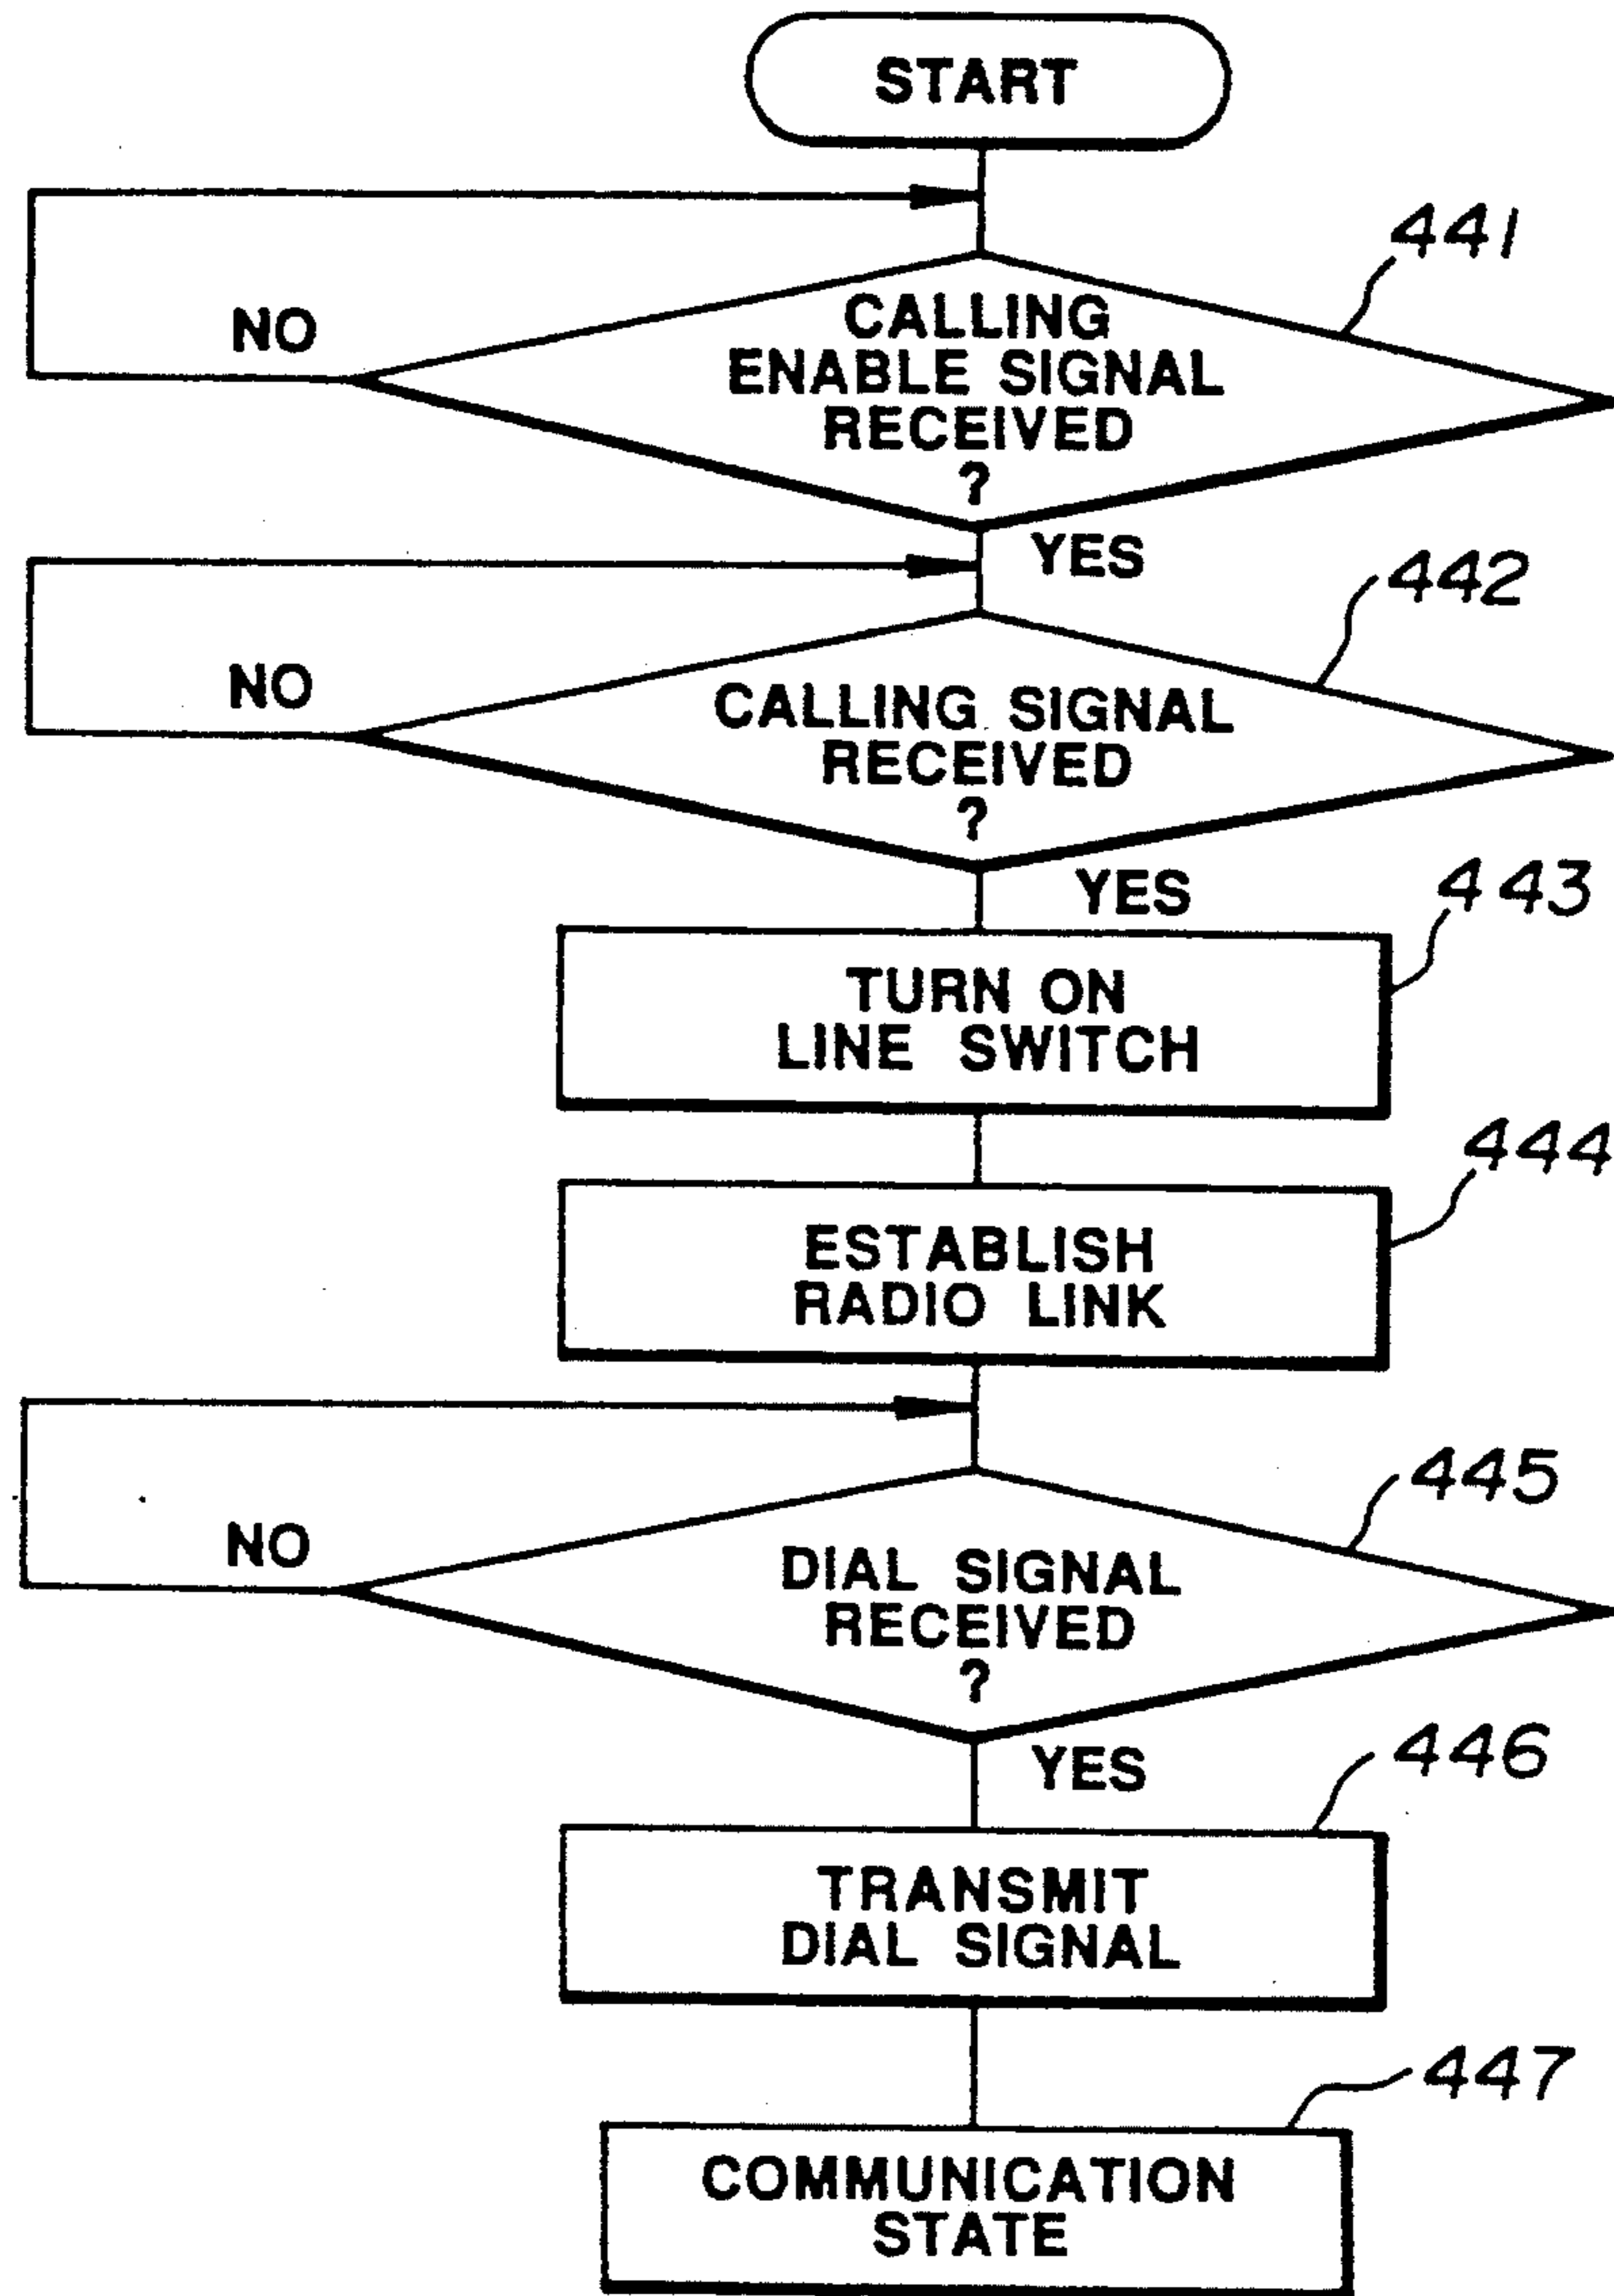 START
441
CALLING
ENABLE SIGNAL
RECEIVED
?
NO
YES
442
CALLING SIGNAL
RECEIVED
?
NO
YES
443
TURN ON
LINE SWITCH
444
ESTABLISH
RADIO LINK
445
DIAL SIGNAL
RECEIVED
?
NO
YES
446
TRANSMIT
DIAL SIGNAL
447
COMMUNICATION
STATE